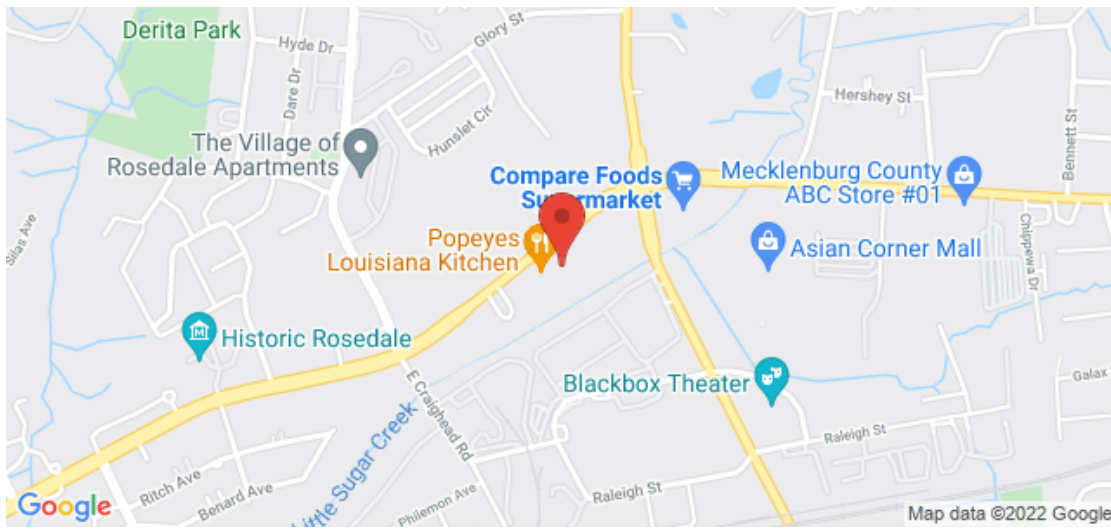 Derita Park
Hyde Dr
Glory St
Dare Dr
Hunslet Cir
The Village of
Rosedale Apartments
Hershey St
Bennett St
Compare Foods
Supermarket
Mecklenburg County
ABC Store #01
Silas Ave
Popeyes
Louisiana Kitchen
Asian Corner Mall
Chippewa Dr
Historic Rosedale
Blackbox Theater
Galax
E Craighead Rd
Little Sugar Creek
Raleigh St
Ritch Ave
Benard Ave
Philemon Ave
Raleigh St
Google
Map data ©2022 Google